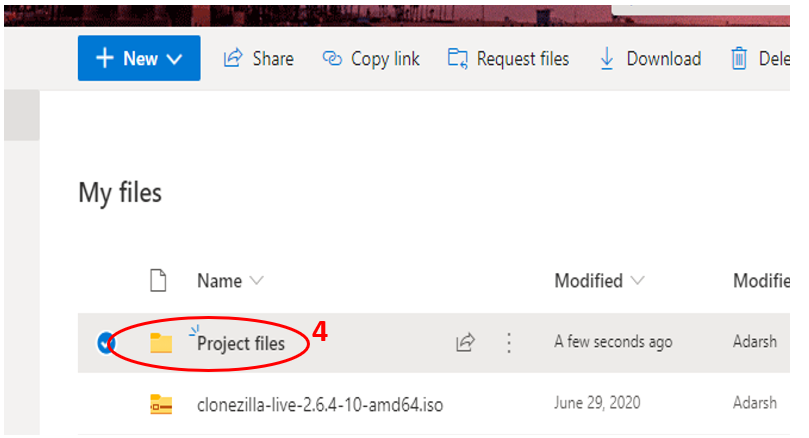 New Share Copy link Request files Download Dele
My files
Name Modified Modifie
Project files 4 A few seconds ago Adarsh
clonezilla-live-2.6.4-10-amd64.iso June 29, 2020 Adarsh